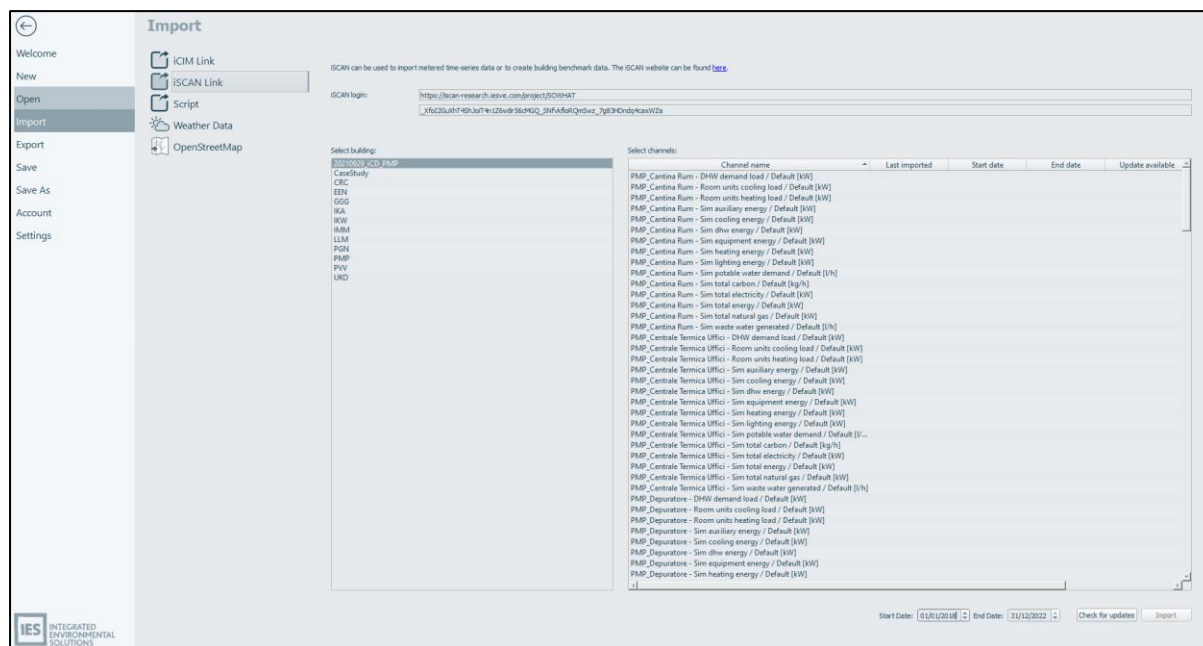 Import
Welcome
New
Open
Import
Export
Save
Save As
Account
Settings
iCIM Link
iSCAN Link
Script
Weather Data
OpenStreetMap
iSCAN can be used to import metered time-series data or to create building benchmark data. The iSCAN website can be found here.
iSCAN login:
https://iscan-research.iesve.com/project/SOWHAT
Select building:
20210929_iCD_PMP
CaseStudy
CRC
EEN
GGG
IKA
IKW
IMM
LLM
PGN
PMP
PVV
UKD
Select channels:
Channel name Last imported Start date End date Update available
PMP_Cantina Rum - DHW demand load / Default [kW]
PMP_Cantina Rum - Room units cooling load / Default [kW]
PMP_Cantina Rum - Room units heating load / Default [kW]
PMP_Cantina Rum - Sim auxiliary energy / Default [kW]
PMP_Cantina Rum - Sim cooling energy / Default [kW]
PMP_Cantina Rum - Sim dhw energy / Default [kW]
PMP_Cantina Rum - Sim equipment energy / Default [kW]
PMP_Cantina Rum - Sim heating energy / Default [kW]
PMP_Cantina Rum - Sim lighting energy / Default [kW]
PMP_Cantina Rum - Sim potable water demand / Default [l/h]
PMP_Cantina Rum - Sim total carbon / Default [kg/h]
PMP_Cantina Rum - Sim total electricity / Default [kW]
PMP_Cantina Rum - Sim total energy / Default [kW]
PMP_Cantina Rum - Sim total natural gas / Default [kW]
PMP_Cantina Rum - Sim waste water generated / Default [l/h]
PMP_Centrale Termica Uffici - DHW demand load / Default [kW]
PMP_Centrale Termica Uffici - Room units cooling load / Default [kW]
PMP_Centrale Termica Uffici - Room units heating load / Default [kW]
PMP_Centrale Termica Uffici - Sim auxiliary energy / Default [kW]
PMP_Centrale Termica Uffici - Sim cooling energy / Default [kW]
PMP_Centrale Termica Uffici - Sim dhw energy / Default [kW]
PMP_Centrale Termica Uffici - Sim equipment energy / Default [kW]
PMP_Centrale Termica Uffici - Sim heating energy / Default [kW]
PMP_Centrale Termica Uffici - Sim lighting energy / Default [kW]
PMP_Centrale Termica Uffici - Sim potable water demand / Default [l/...
PMP_Centrale Termica Uffici - Sim total carbon / Default [kg/h]
PMP_Centrale Termica Uffici - Sim total electricity / Default [kW]
PMP_Centrale Termica Uffici - Sim total energy / Default [kW]
PMP_Centrale Termica Uffici - Sim total natural gas / Default [kW]
PMP_Centrale Termica Uffici - Sim waste water generated / Default [l/h]
PMP_Depuratore - DHW demand load / Default [kW]
PMP_Depuratore - Room units cooling load / Default [kW]
PMP_Depuratore - Room units heating load / Default [kW]
PMP_Depuratore - Sim auxiliary energy / Default [kW]
PMP_Depuratore - Sim cooling energy / Default [kW]
PMP_Depuratore - Sim dhw energy / Default [kW]
PMP_Depuratore - Sim equipment energy / Default [kW]
PMP_Depuratore - Sim heating energy / Default [kW]
Start Date: 01/01/2018 End Date: 31/12/2022 Check for updates Import
IES INTEGRATED
ENVIRONMENTAL
SOLUTIONS